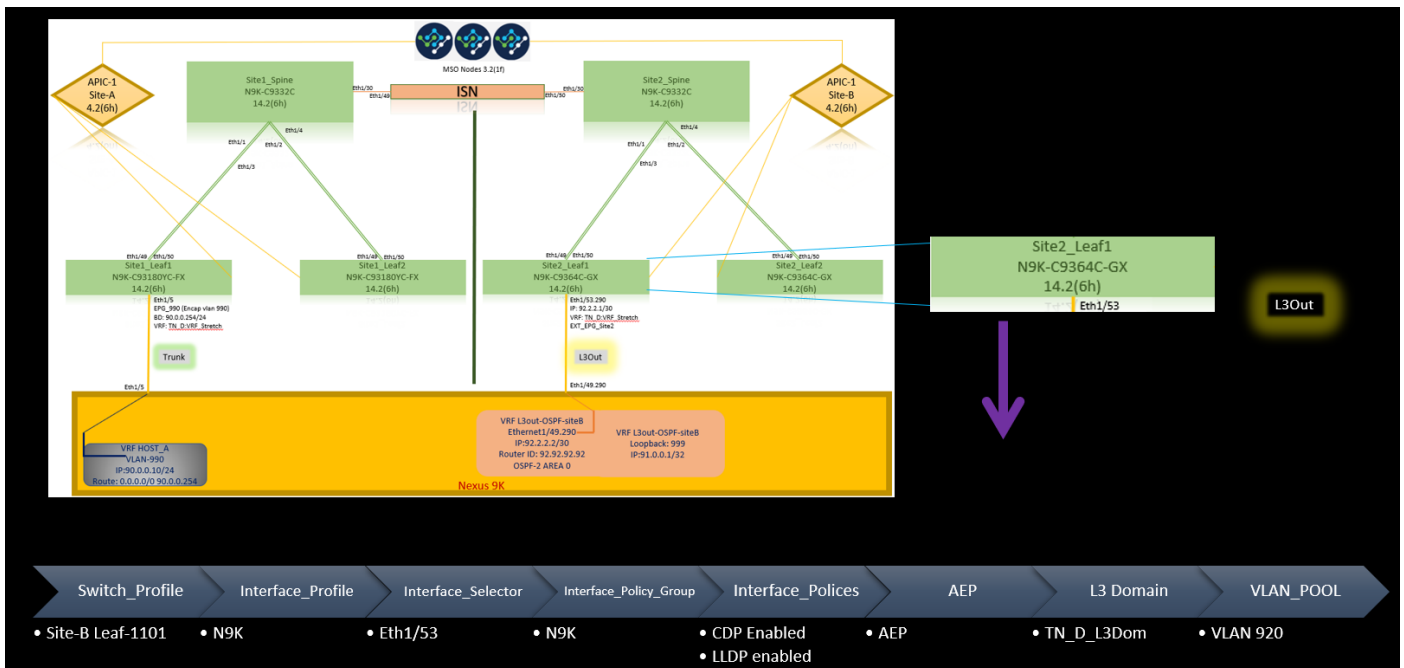 MSO Nodes 3.2(1f)
APIC-1
Site-A
4.2(6h)
Site1_Spine
N9K-C9332C
14.2(6h)
Eth1/30
Eth1/49
ISN
Eth1/30
Eth1/50
Site2_Spine
N9K-C9332C
14.2(6h)
APIC-1
Site-B
4.2(6h)
Eth1/4
Eth1/1
Eth1/2
Eth1/3
Eth1/4
Eth1/1
Eth1/2
Eth1/3
Eth1/49 Eth1/50
Site1_Leaf1
N9K-C93180YC-FX
14.2(6h)
Eth1/49 Eth1/50
Site1_Leaf2
N9K-C93180YC-FX
14.2(6h)
Eth1/49 Eth1/50
Site2_Leaf1
N9K-C9364C-GX
14.2(6h)
Eth1/49 Eth1/50
Site2_Leaf2
N9K-C9364C-GX
14.2(6h)
Site2_Leaf1
N9K-C9364C-GX
14.2(6h)
Eth1/53
L3Out
Eth1/5
EPG_990 (Encap vlan 990)
BD: 90.0.0.254/24
VRF: TN_D:VRF_Stretch
Eth1/53.290
IP: 92.2.2.1/30
VRF: TN_D:VRF_Stretch
EXT_EPG_Site2
Trunk
L3Out
Eth1/5
Eth1/49.290
VRF HOST_A
VLAN-990
IP:90.0.0.10/24
Route: 0.0.0.0/0 90.0.0.254
VRF L3out-OSPF-siteB
Ethernet1/49.290
IP:92.2.2.2/30
Router ID: 92.92.92.92
OSPF-2 AREA 0
VRF L3out-OSPF-siteB
Loopback: 999
IP:91.0.0.1/32
Nexus 9K
Switch_Profile
Interface_Profile
Interface_Selector
Interface_Policy_Group
Interface_Polices
AEP
L3 Domain
VLAN_POOL
• Site-B Leaf-1101
• N9K
• Eth1/53
• N9K
• CDP Enabled
• LLDP enabled
• AEP
• TN_D_L3Dom
• VLAN 920